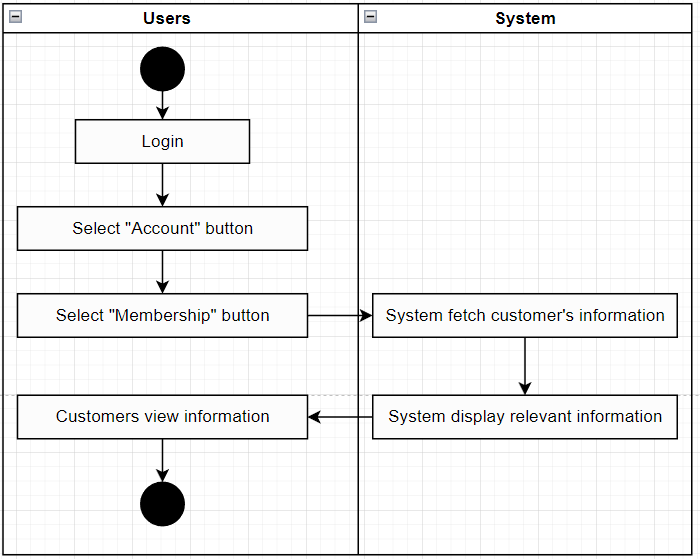 Users
System
Login
Select "Account" button
Select "Membership" button
System fetch customer's information
Customers view information
System display relevant information